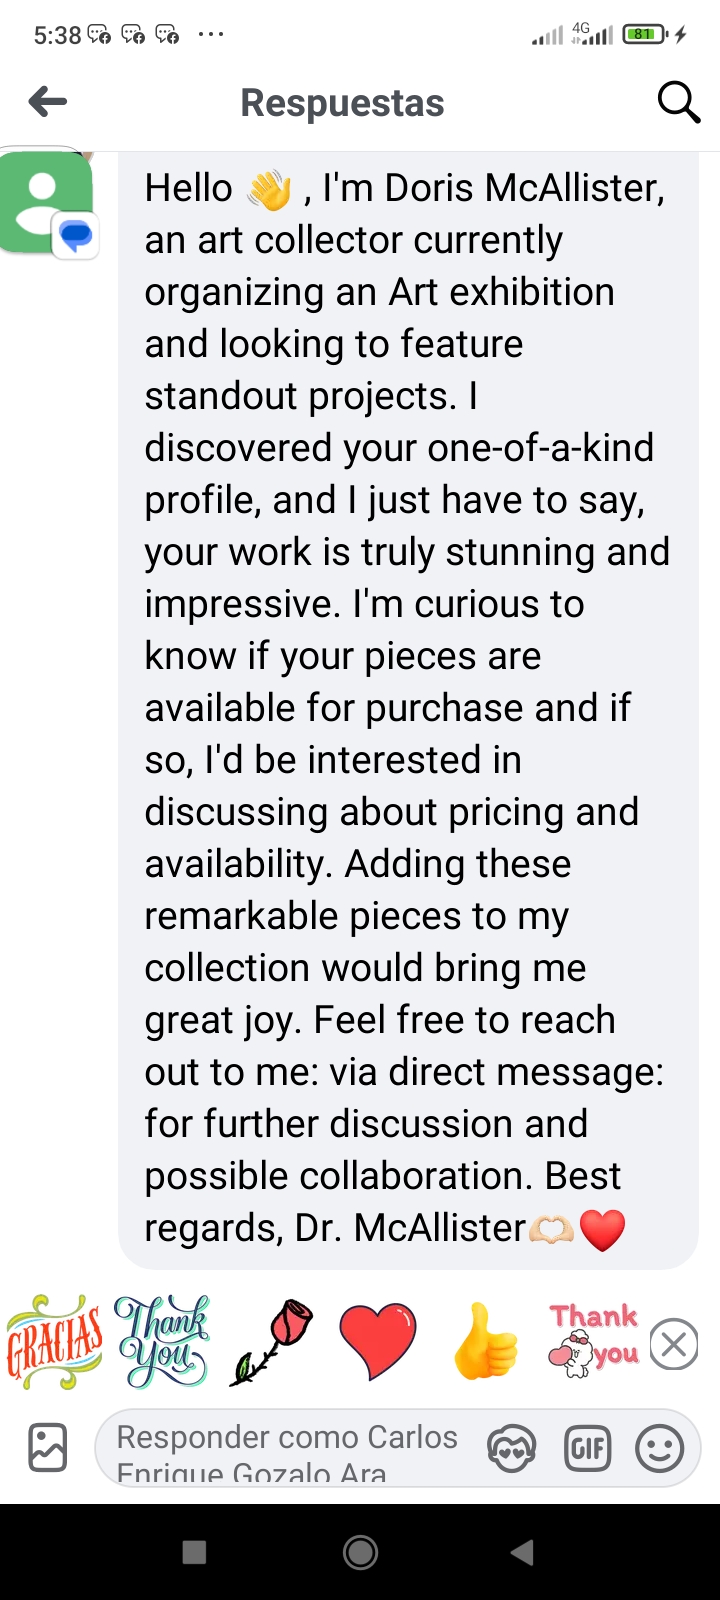 5:38 ... 4G 81
Respuestas
Hello 👋 , I'm Doris McAllister,
an art collector currently
organizing an Art exhibition
and looking to feature
standout projects. I
discovered your one-of-a-kind
profile, and I just have to say,
your work is truly stunning and
impressive. I'm curious to
know if your pieces are
available for purchase and if
so, I'd be interested in
discussing about pricing and
availability. Adding these
remarkable pieces to my
collection would bring me
great joy. Feel free to reach
out to me: via direct message:
for further discussion and
possible collaboration. Best
regards, Dr. McAllister🫶🏻❤️
GRACIAS
Thank
You
Thank
you
Responder como Carlos
Enrique Gozalo Ara
GIF